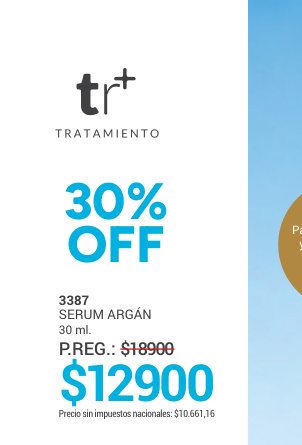 tr+
TRATAMIENTO
30%
OFF
3387
SERUM ARGÁN
30 ml.
P.REG.: $18900
$12900
Precio sin impuestos nacionales: $10.661,16